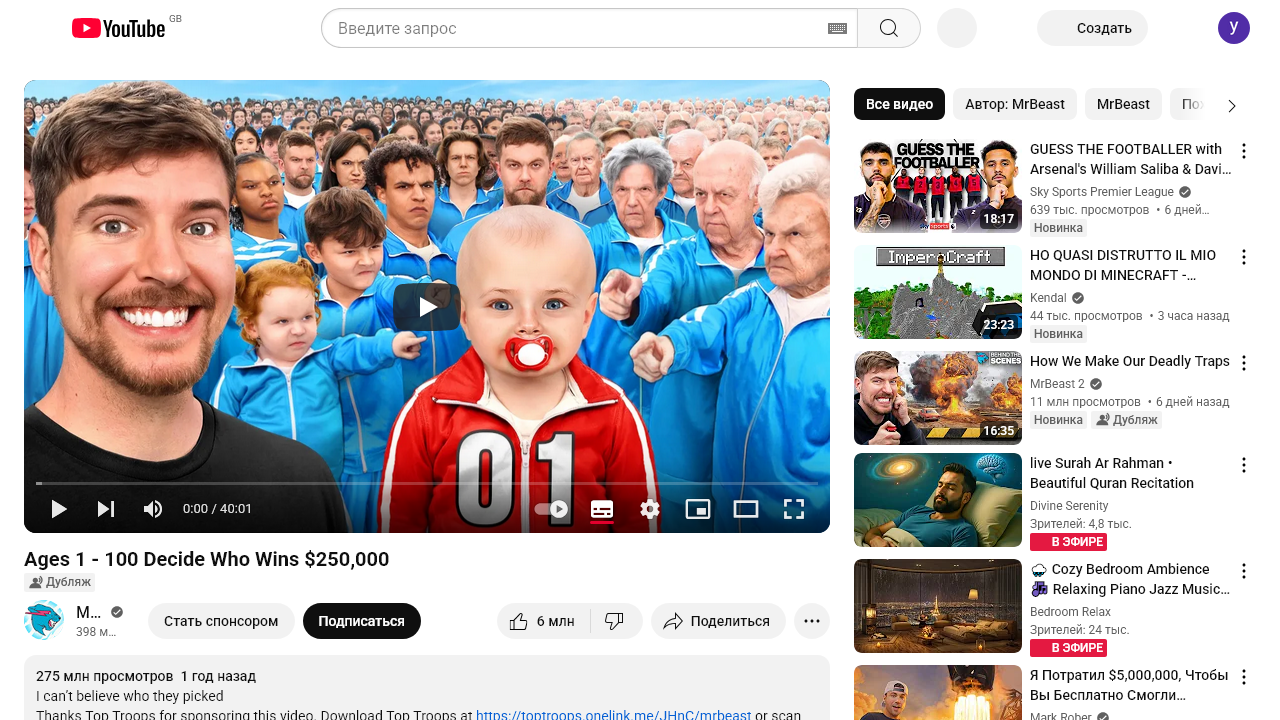 YouTube GB
Введите запрос
Создать
У
01
0:00 / 40:01
Ages 1 - 100 Decide Who Wins $250,000
Дубляж
M…
398 м…
Стать спонсором
Подписаться
6 млн
Поделиться
275 млн просмотров 1 год назад
I can't believe who they picked
Thanks Top Troops for sponsoring this video. Download Top Troops at https://toptroops.onelink.me/JHnC/mrbeast or scan
Все видео
Автор: MrBeast
MrBeast
GUESS THE
FOOTBALLER
sky sports
18:17
GUESS THE FOOTBALLER with
Arsenal's William Saliba & Davi…
Sky Sports Premier League
639 тыс. просмотров • 6 дней…
Новинка
ImperoCraft
23:23
HO QUASI DISTRUTTO IL MIO
MONDO DI MINECRAFT -…
Kendal
44 тыс. просмотров • 3 часа назад
Новинка
BEHIND THE
SCENES
16:35
How We Make Our Deadly Traps
MrBeast 2
11 млн просмотров • 6 дней назад
Новинка
Дубляж
live Surah Ar Rahman •
Beautiful Quran Recitation
Divine Serenity
Зрителей: 4,8 тыс.
В ЭФИРЕ
Cozy Bedroom Ambience
Relaxing Piano Jazz Music…
Bedroom Relax
Зрителей: 24 тыс.
В ЭФИРЕ
Я Потратил $5,000,000, Чтобы
Вы Бесплатно Смогли…
Mark Rober